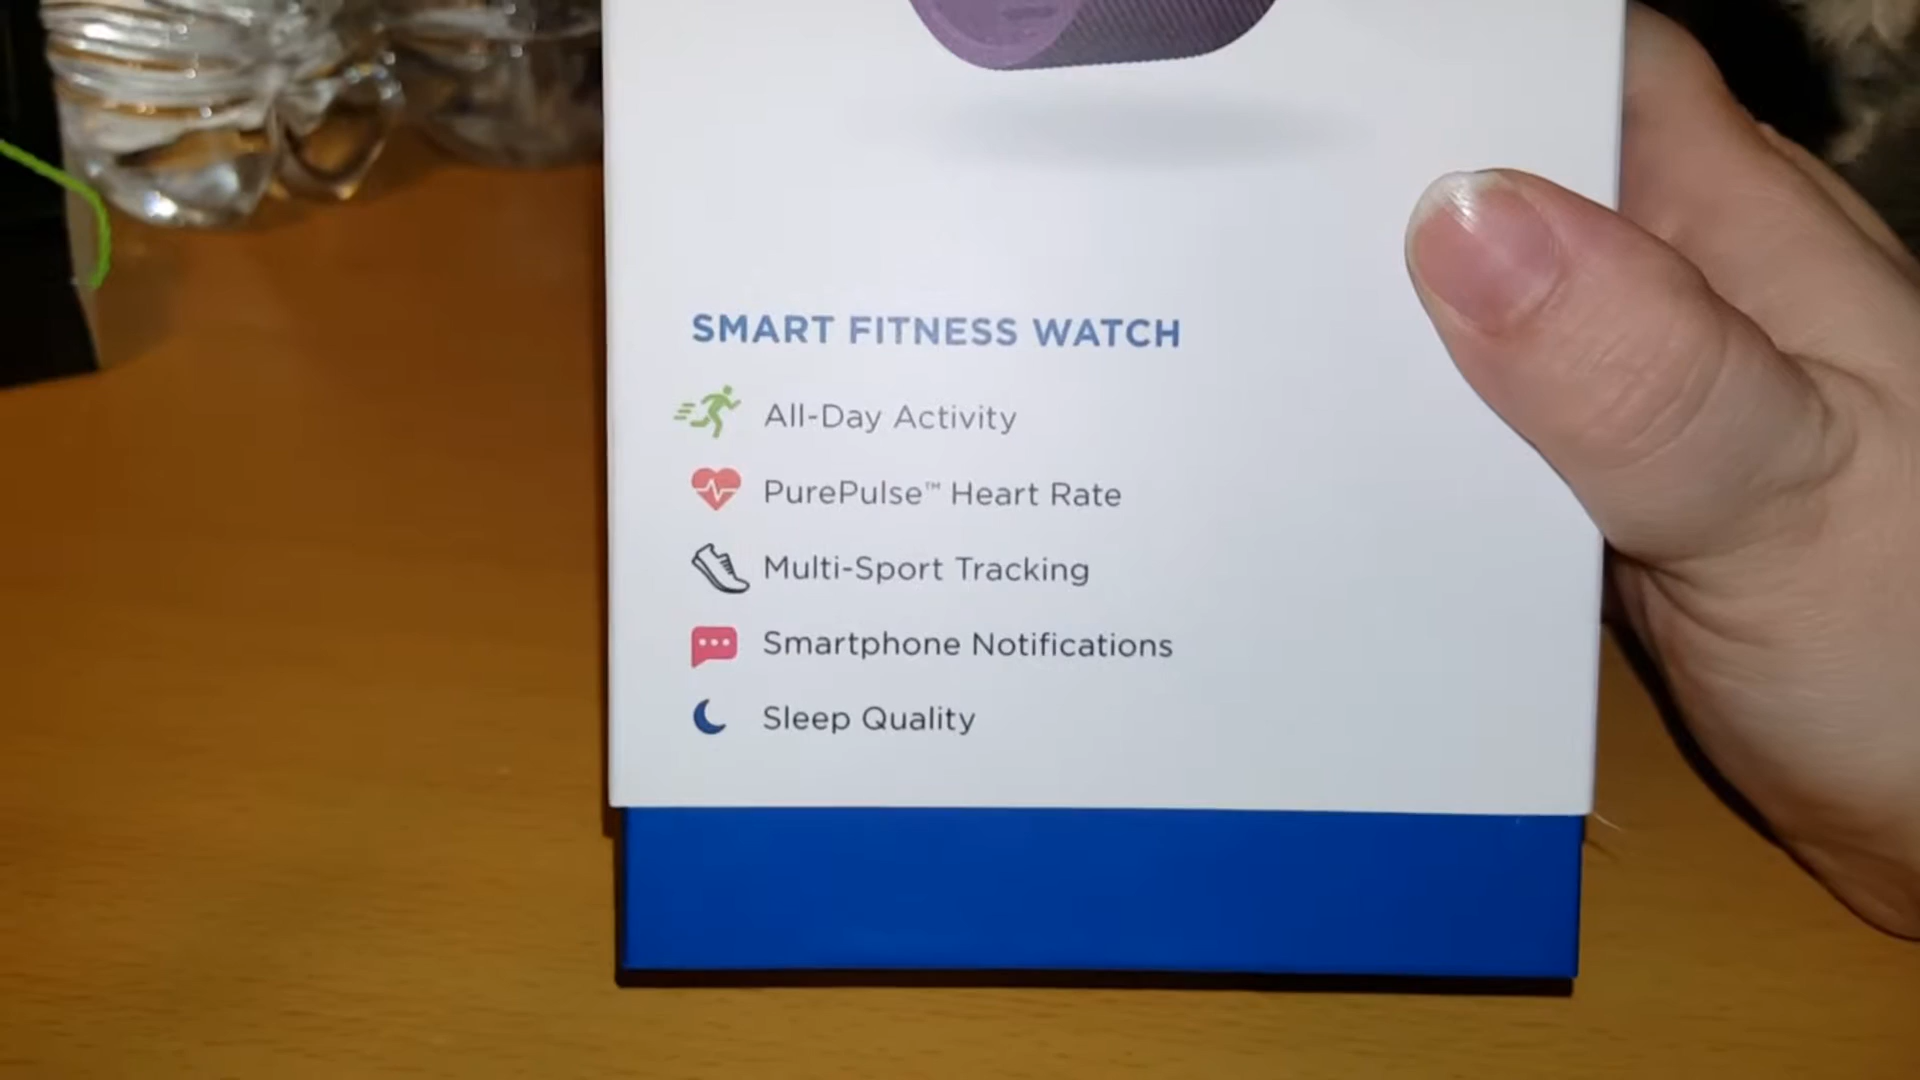 SMART FITNESS WATCH
All-Day Activity
PurePulse™ Heart Rate
Multi-Sport Tracking
Smartphone Notifications
Sleep Quality